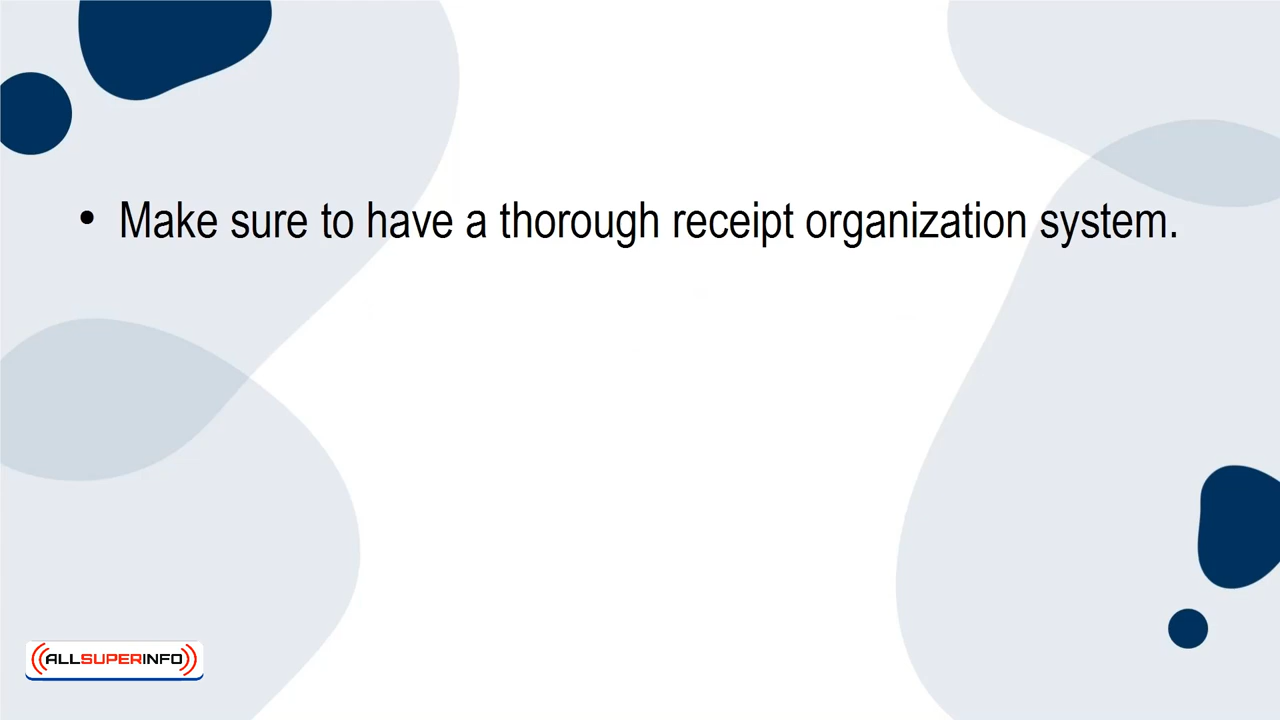 • Make sure to have a thorough receipt organization system.
ALLSUPERINFO